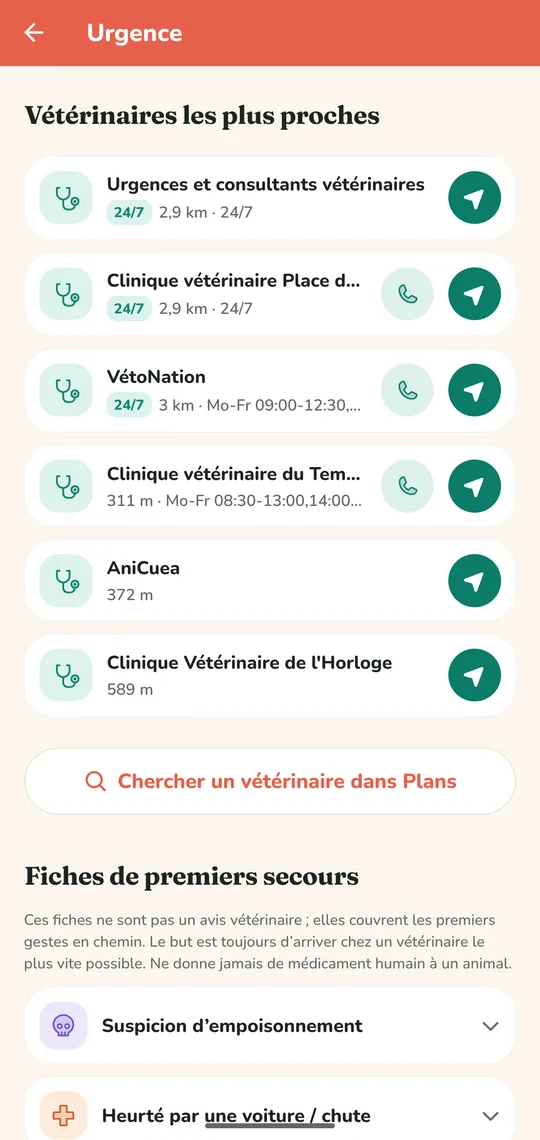 Urgence
Vétérinaires les plus proches
Urgences et consultants vétérinaires
24/7 2,9 km · 24/7
Clinique vétérinaire Place d...
24/7 2,9 km · 24/7
VétoNation
24/7 3 km · Mo-Fr 09:00-12:30,...
Clinique vétérinaire du Tem...
311 m · Mo-Fr 08:30-13:00,14:00...
AniCuea
372 m
Clinique Vétérinaire de l'Horloge
589 m
Chercher un vétérinaire dans Plans
Fiches de premiers secours
Ces fiches ne sont pas un avis vétérinaire ; elles couvrent les premiers
gestes en chemin. Le but est toujours d’arriver chez un vétérinaire le
plus vite possible. Ne donne jamais de médicament humain à un animal.
Suspicion d’empoisonnement
Heurté par une voiture / chute